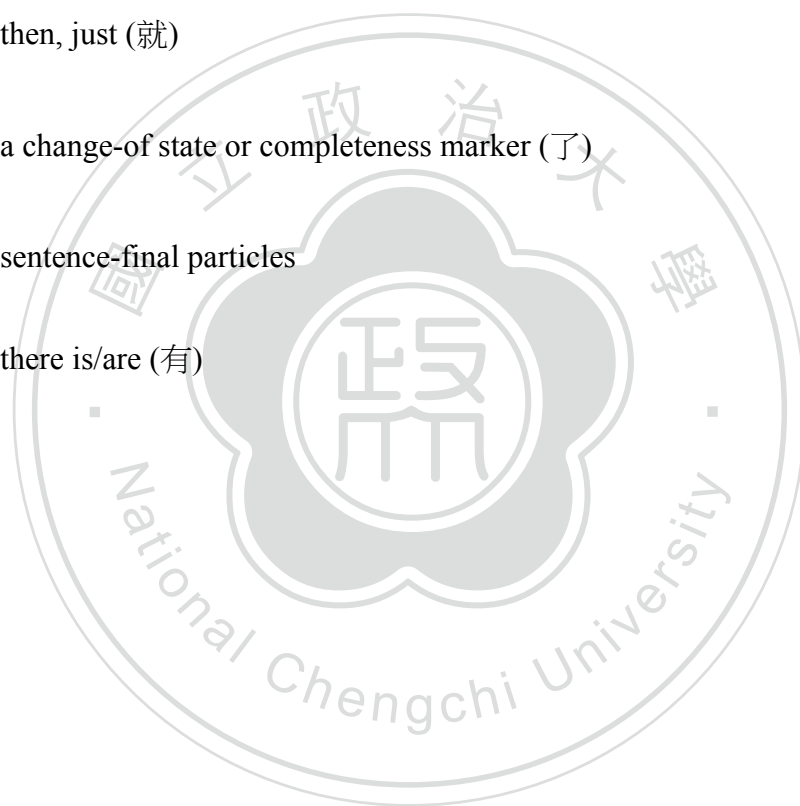 then, just (就)
a change-of state or completeness marker (了)
sentence-final particles
there is/are (有)
國立政治大學
政
National Chengchi University